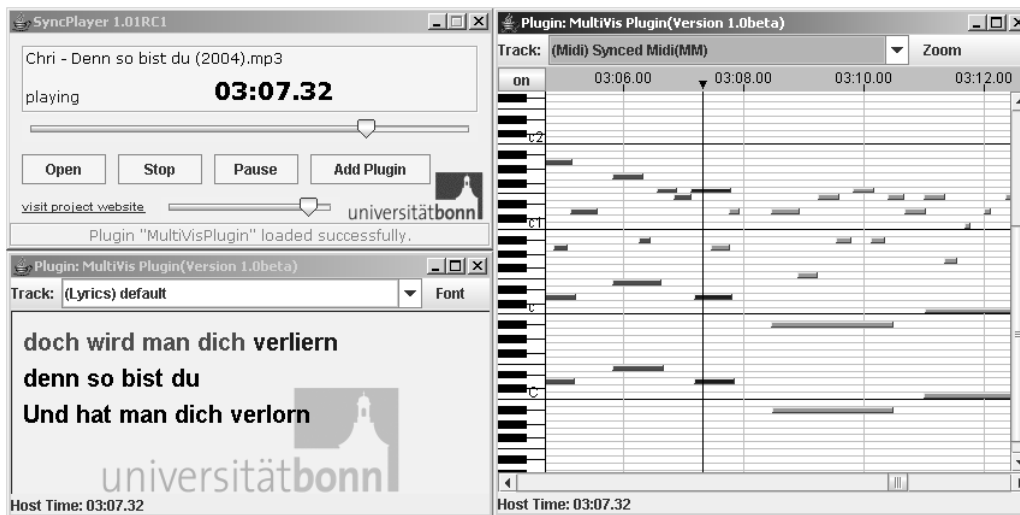 SyncPlayer 1.01RC1
Chri - Denn so bist du (2004).mp3
playing 03:07.32
Open Stop Pause Add Plugin
visit project website
universitätbonn
Plugin "MultiVisPlugin" loaded successfully.
Plugin: MultiVis Plugin(Version 1.0beta)
Track: (Lyrics) default Font
doch wird man dich verliern
denn so bist du
Und hat man dich verlorn
universitätbonn
Host Time: 03:07.32
Plugin: MultiVis Plugin(Version 1.0beta)
Track: (Midi) Synced Midi(MM) Zoom
on 03:06.00 03:08.00 03:10.00 03:12.00
c2
c1
c
C
Host Time: 03:07.32